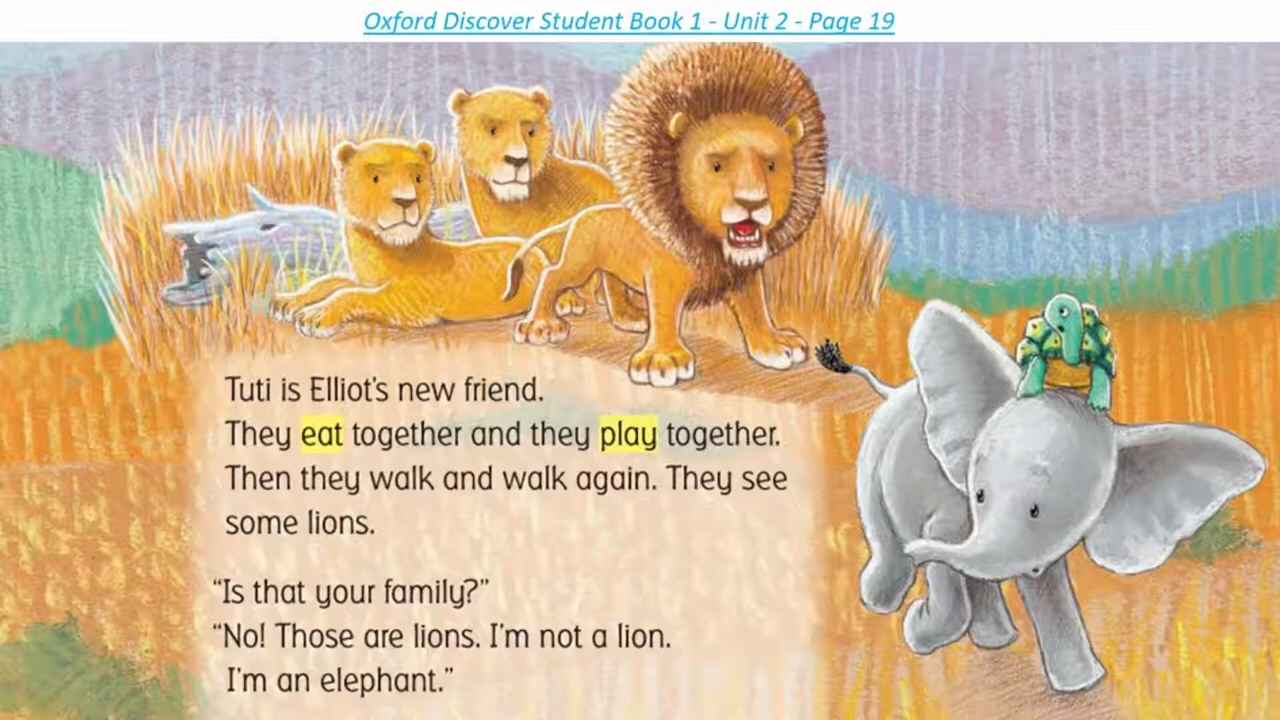 Oxford Discover Student Book 1 - Unit 2 - Page 19
Tuti is Elliot's new friend.
They eat together and they play together.
Then they walk and walk again. They see
some lions.
“Is that your family?”
“No! Those are lions. I'm not a lion.
I'm an elephant.”